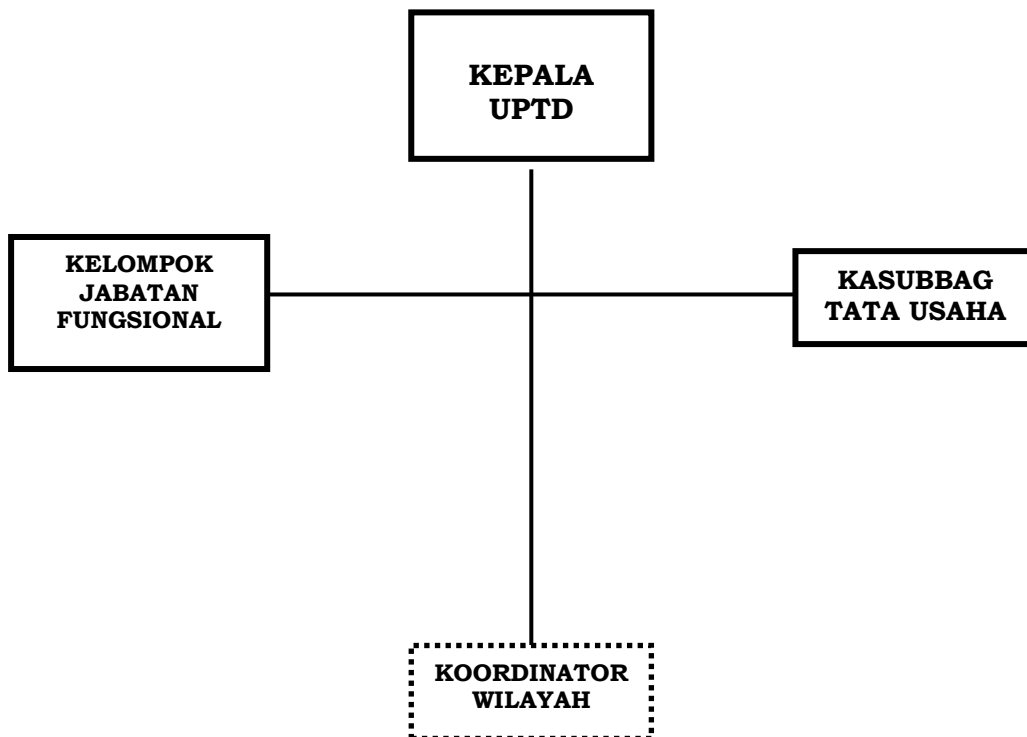 KEPALA
UPTD
KELOMPOK
JABATAN
FUNGSIONAL
KASUBBAG
TATA USAHA
KOORDINATOR
WILAYAH